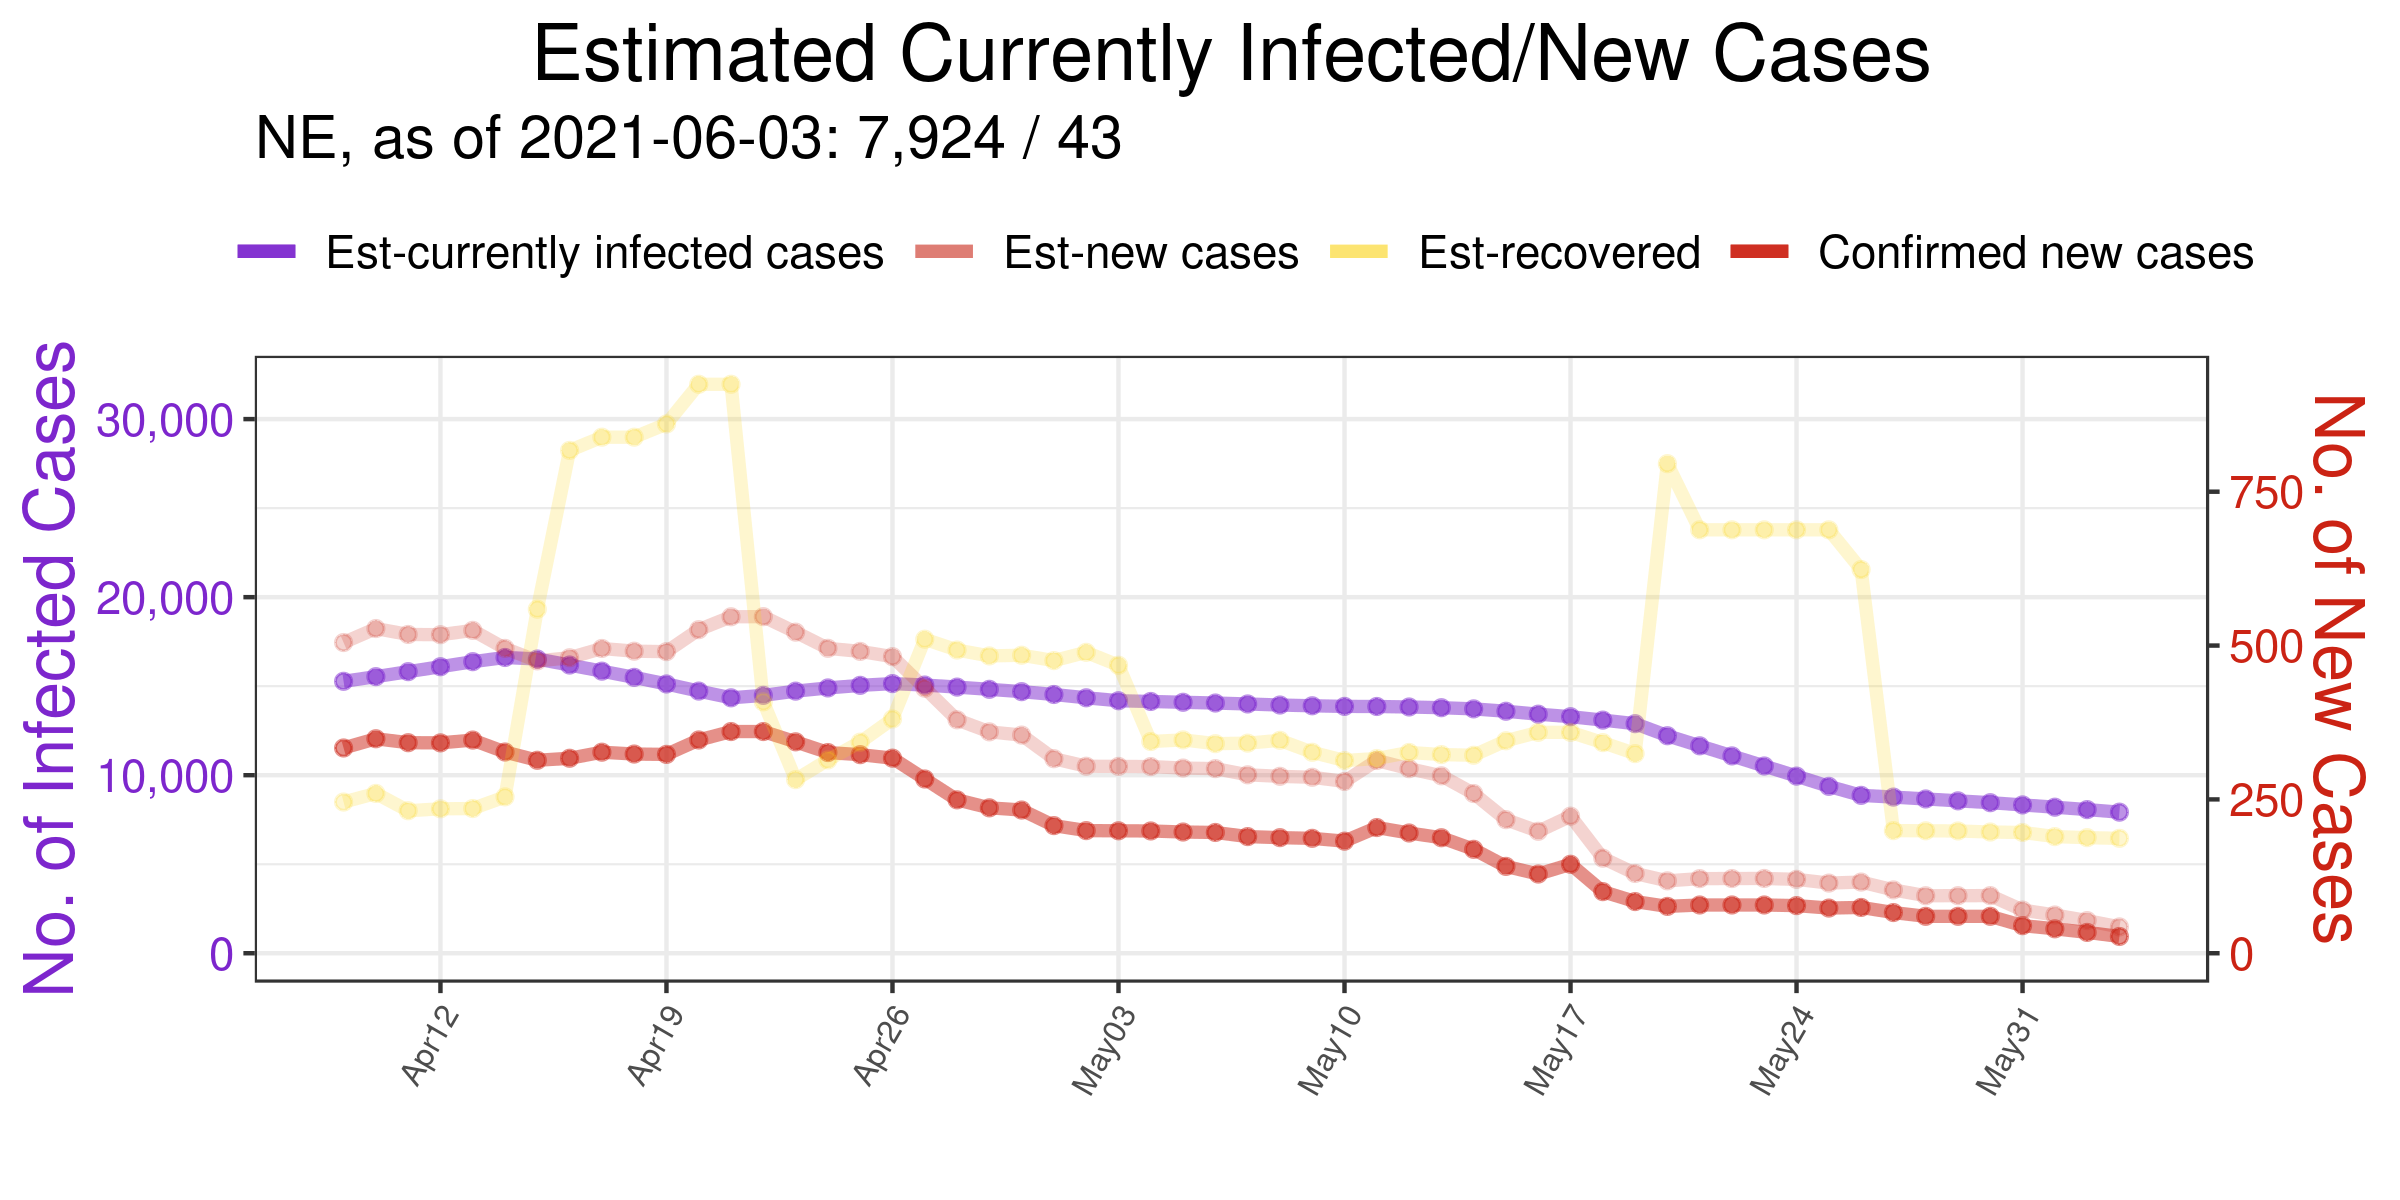 Estimated Currently Infected/New Cases
NE, as of 2021-06-03: 7,924 / 43
Est-currently infected cases Est-new cases Est-recovered Confirmed new cases
No. of Infected Cases
30,000
20,000
10,000
0
No. of New Cases
750
500
250
0
Apr12 Apr19 Apr26 May03 May10 May17 May24 May31